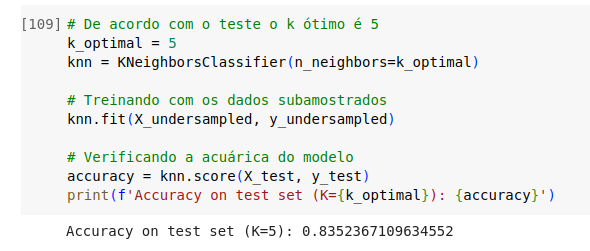 [109] # De acordo com o teste o k ótimo é 5
k_optimal = 5
knn = KNeighborsClassifier(n_neighbors=k_optimal)
# Treinando com os dados subamostrados
knn.fit(X_undersampled, y_undersampled)
# Verificando a acuárica do modelo
accuracy = knn.score(X_test, y_test)
print(f'Accuracy on test set (K={k_optimal}): {accuracy}')
Accuracy on test set (K=5): 0.8352367109634552